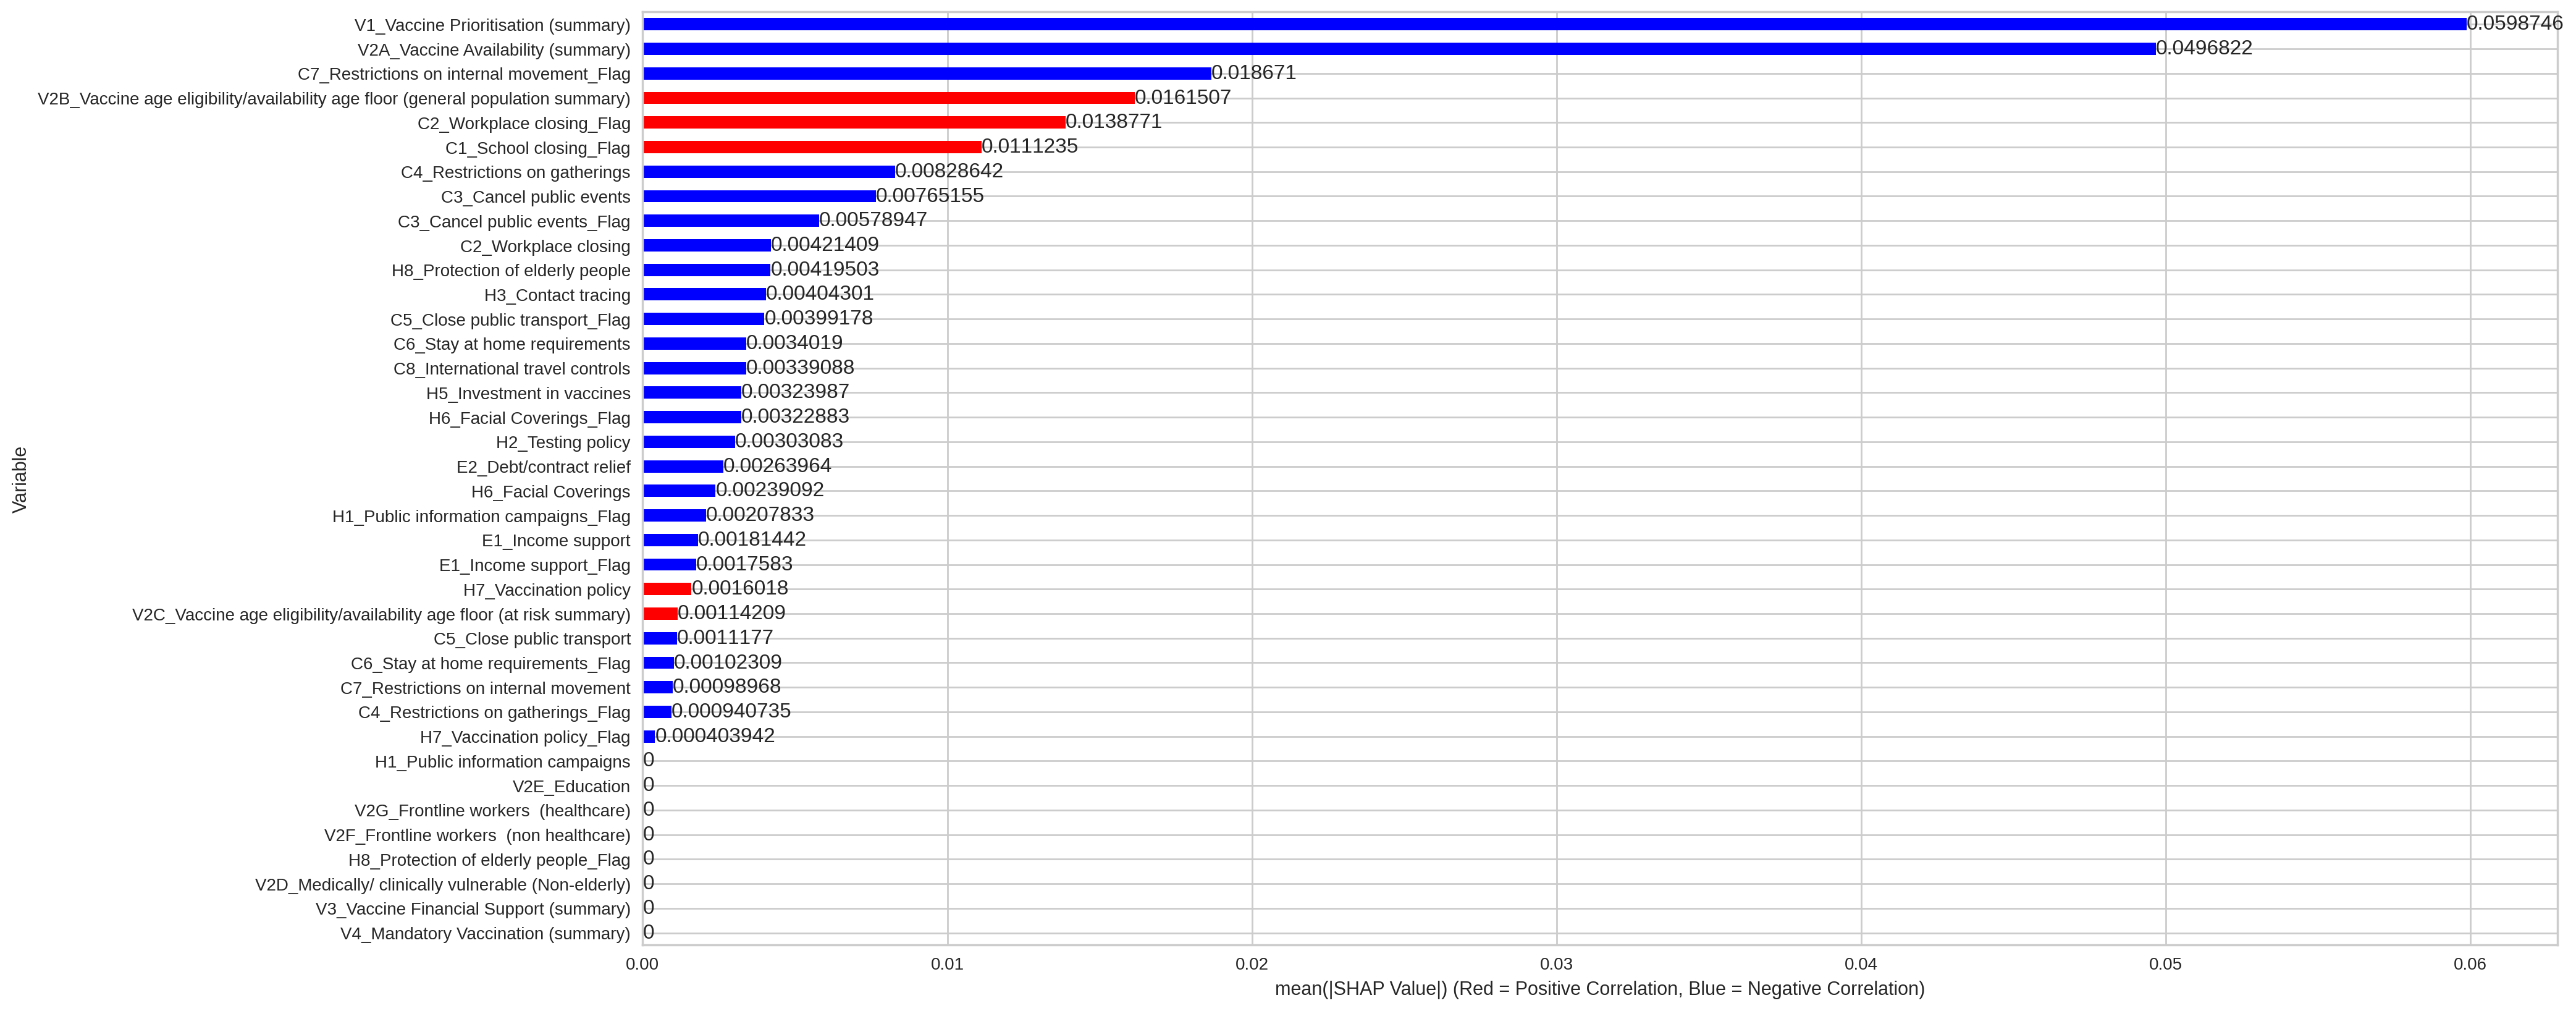 V1_Vaccine Prioritisation (summary) 0.0598746
V2A_Vaccine Availability (summary) 0.0496822
C7_Restrictions on internal movement_Flag 0.018671
V2B_Vaccine age eligibility/availability age floor (general population summary) 0.0161507
C2_Workplace closing_Flag 0.0138771
C1_School closing_Flag 0.0111235
C4_Restrictions on gatherings 0.00828642
C3_Cancel public events 0.00765155
C3_Cancel public events_Flag 0.00578947
C2_Workplace closing 0.00421409
H8_Protection of elderly people 0.00419503
H3_Contact tracing 0.00404301
C5_Close public transport_Flag 0.00399178
C6_Stay at home requirements 0.0034019
C8_International travel controls 0.00339088
H5_Investment in vaccines 0.00323987
H6_Facial Coverings_Flag 0.00322883
H2_Testing policy 0.00303083
E2_Debt/contract relief 0.00263964
H6_Facial Coverings 0.00239092
H1_Public information campaigns_Flag 0.00207833
E1_Income support 0.00181442
E1_Income support_Flag 0.0017583
H7_Vaccination policy 0.0016018
V2C_Vaccine age eligibility/availability age floor (at risk summary) 0.00114209
C5_Close public transport 0.0011177
C6_Stay at home requirements_Flag 0.00102309
C7_Restrictions on internal movement 0.00098968
C4_Restrictions on gatherings_Flag 0.000940735
H7_Vaccination policy_Flag 0.000403942
H1_Public information campaigns 0
V2E_Education 0
V2G_Frontline workers  (healthcare) 0
V2F_Frontline workers  (non healthcare) 0
H8_Protection of elderly people_Flag 0
V2D_Medically/ clinically vulnerable (Non-elderly) 0
V3_Vaccine Financial Support (summary) 0
V4_Mandatory Vaccination (summary) 0
Variable
0.00 0.01 0.02 0.03 0.04 0.05 0.06
mean(|SHAP Value|) (Red = Positive Correlation, Blue = Negative Correlation)